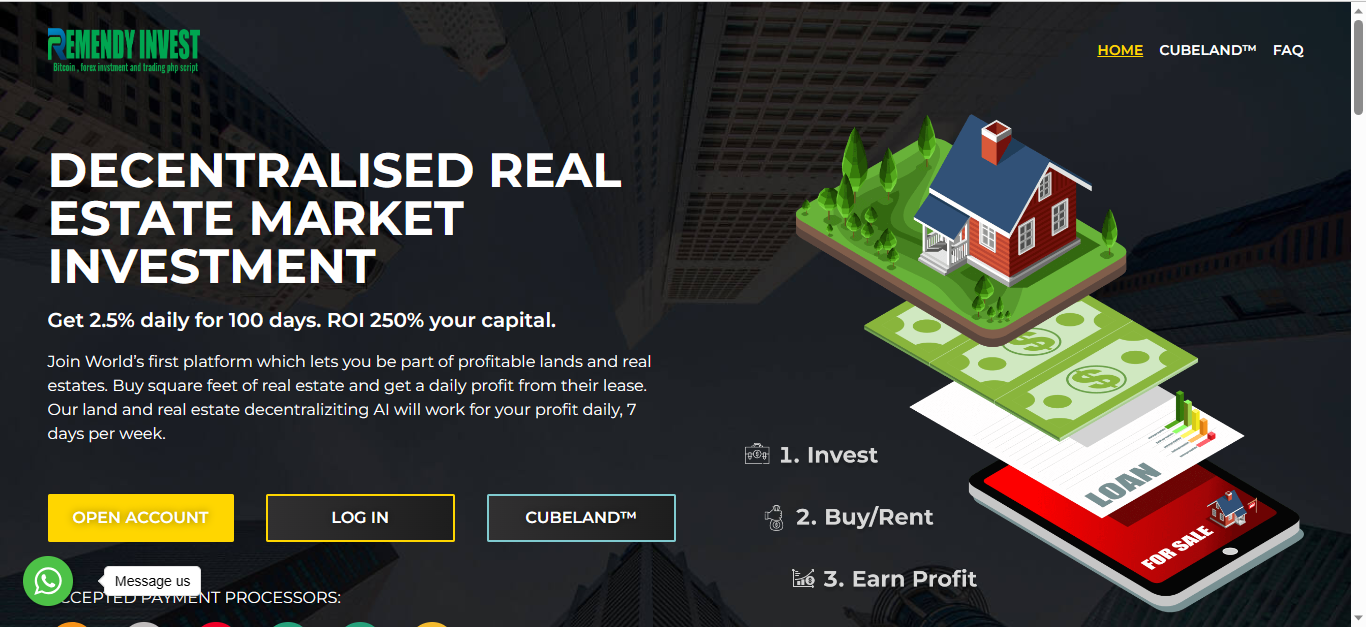 REMENDY INVEST
Bitcoin , forex invstment and trading php script
HOME CUBELAND™ FAQ
DECENTRALISED REAL
ESTATE MARKET
INVESTMENT
Get 2.5% daily for 100 days. ROI 250% your capital.
Join World's first platform which lets you be part of profitable lands and real
estates. Buy square feet of real estate and get a daily profit from their lease.
Our land and real estate decentraliziting AI will work for your profit daily, 7
days per week.
OPEN ACCOUNT
LOG IN
CUBELAND™
1. Invest
2. Buy/Rent
3. Earn Profit
LOAN
FOR SALE
Message us
CCEPTED PAYMENT PROCESSORS: